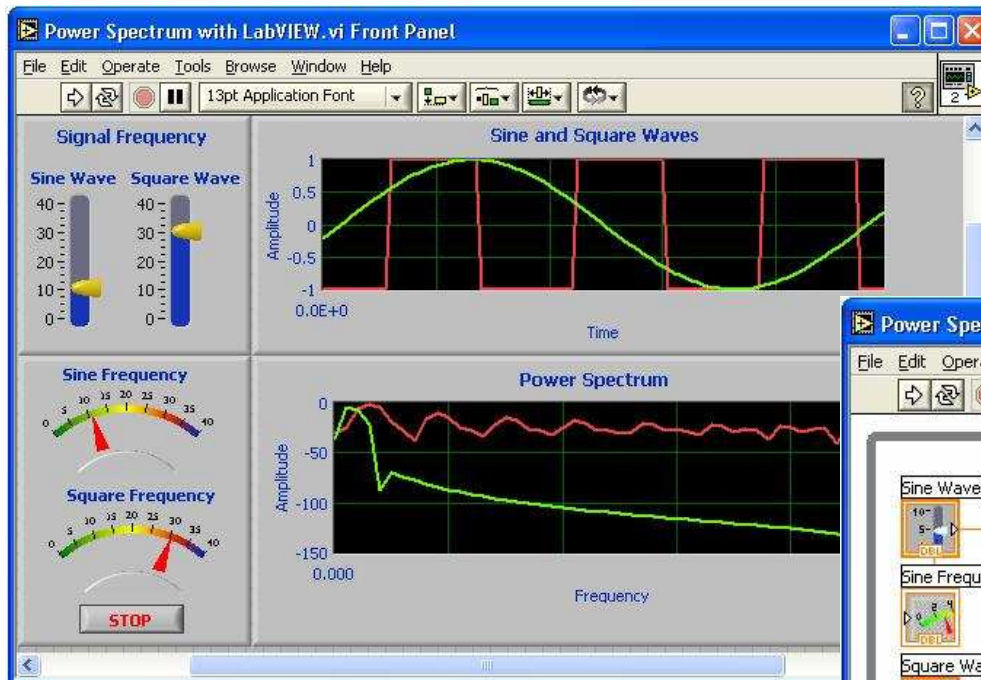 Power Spectrum with LabVIEW.vi Front Panel
File Edit Operate Tools Browse Window Help
13pt Application Font
2
Signal Frequency
Sine Wave Square Wave
40 40
30 30
20 20
10 10
0 0
Sine and Square Waves
Amplitude
1
0.5
0
-0.5
-1
0.0E+0
Time
Sine Frequency
0 5 10 15 20 25 30 35 40
Square Frequency
0 5 10 15 20 25 30 35 40
STOP
Power Spectrum
Amplitude
0
-50
-100
-150
0.000
Frequency
Power Spe
File Edit Opera
Sine Wave
10
5
DBL
Sine Frequ
0 2 4
DBL
Square Wa